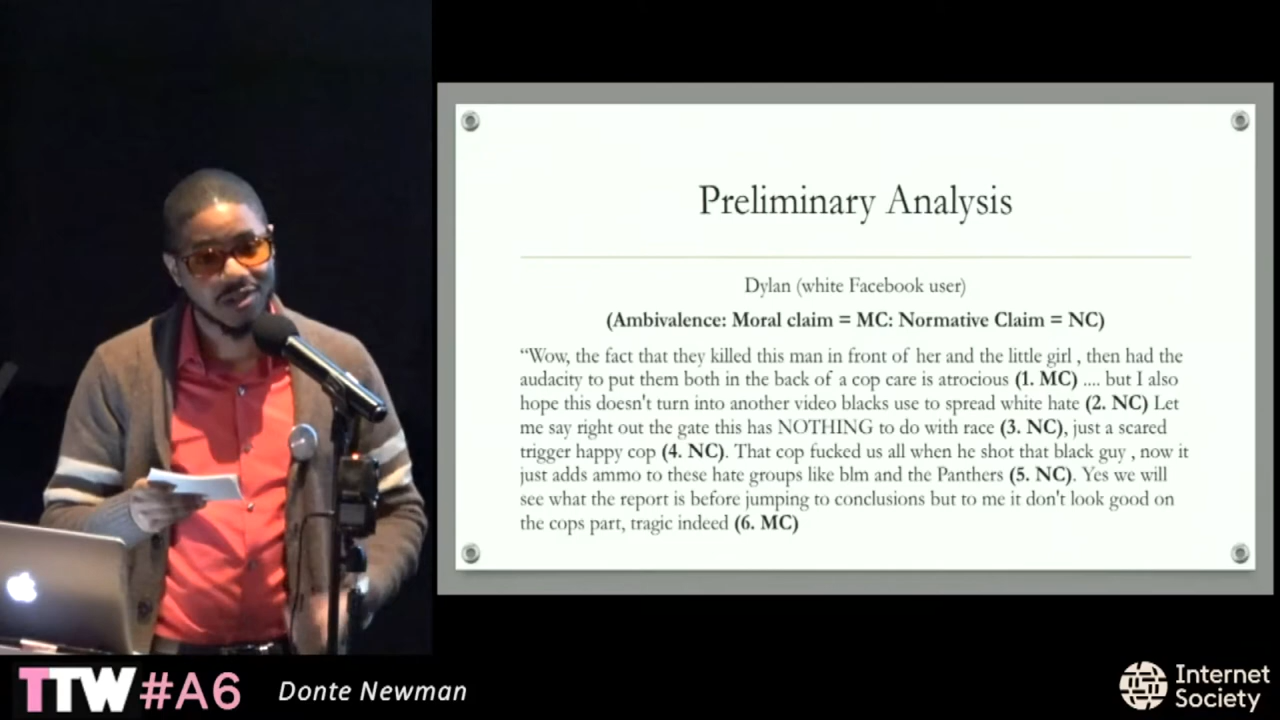 Preliminary Analysis
Dylan (white Facebook user)
(Ambivalence: Moral claim = MC: Normative Claim = NC)
“Wow, the fact that they killed this man in front of her and the little girl , then had the
audacity to put them both in the back of a cop care is atrocious (1. MC) .... but I also
hope this doesn't turn into another video blacks use to spread white hate (2. NC) Let
me say right out the gate this has NOTHING to do with race (3. NC), just a scared
trigger happy cop (4. NC). That cop fucked us all when he shot that black guy , now it
just adds ammo to these hate groups like blm and the Panthers (5. NC). Yes we will
see what the report is before jumping to conclusions but to me it don't look good on
the cops part, tragic indeed (6. MC)
TTW#A6
Donte Newman
Internet
Society